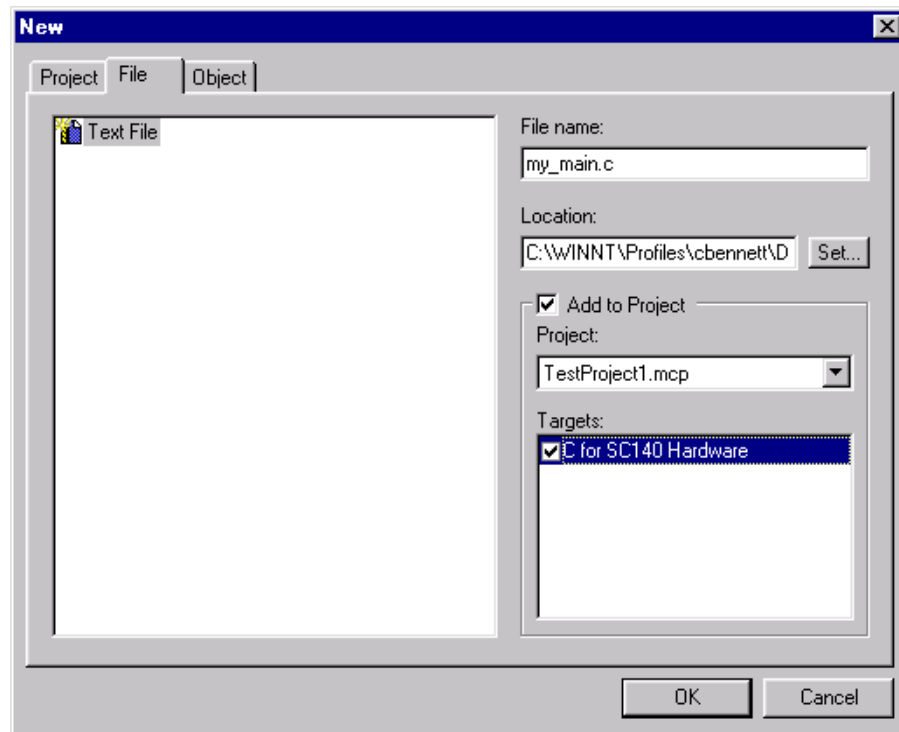 New
Project File Object
Text File
File name:
my_main.c
Location:
C:\WINNT\Profiles\cbennett\D
Set...
Add to Project
Project:
TestProject1.mcp
Targets:
C for SC140 Hardware
OK Cancel